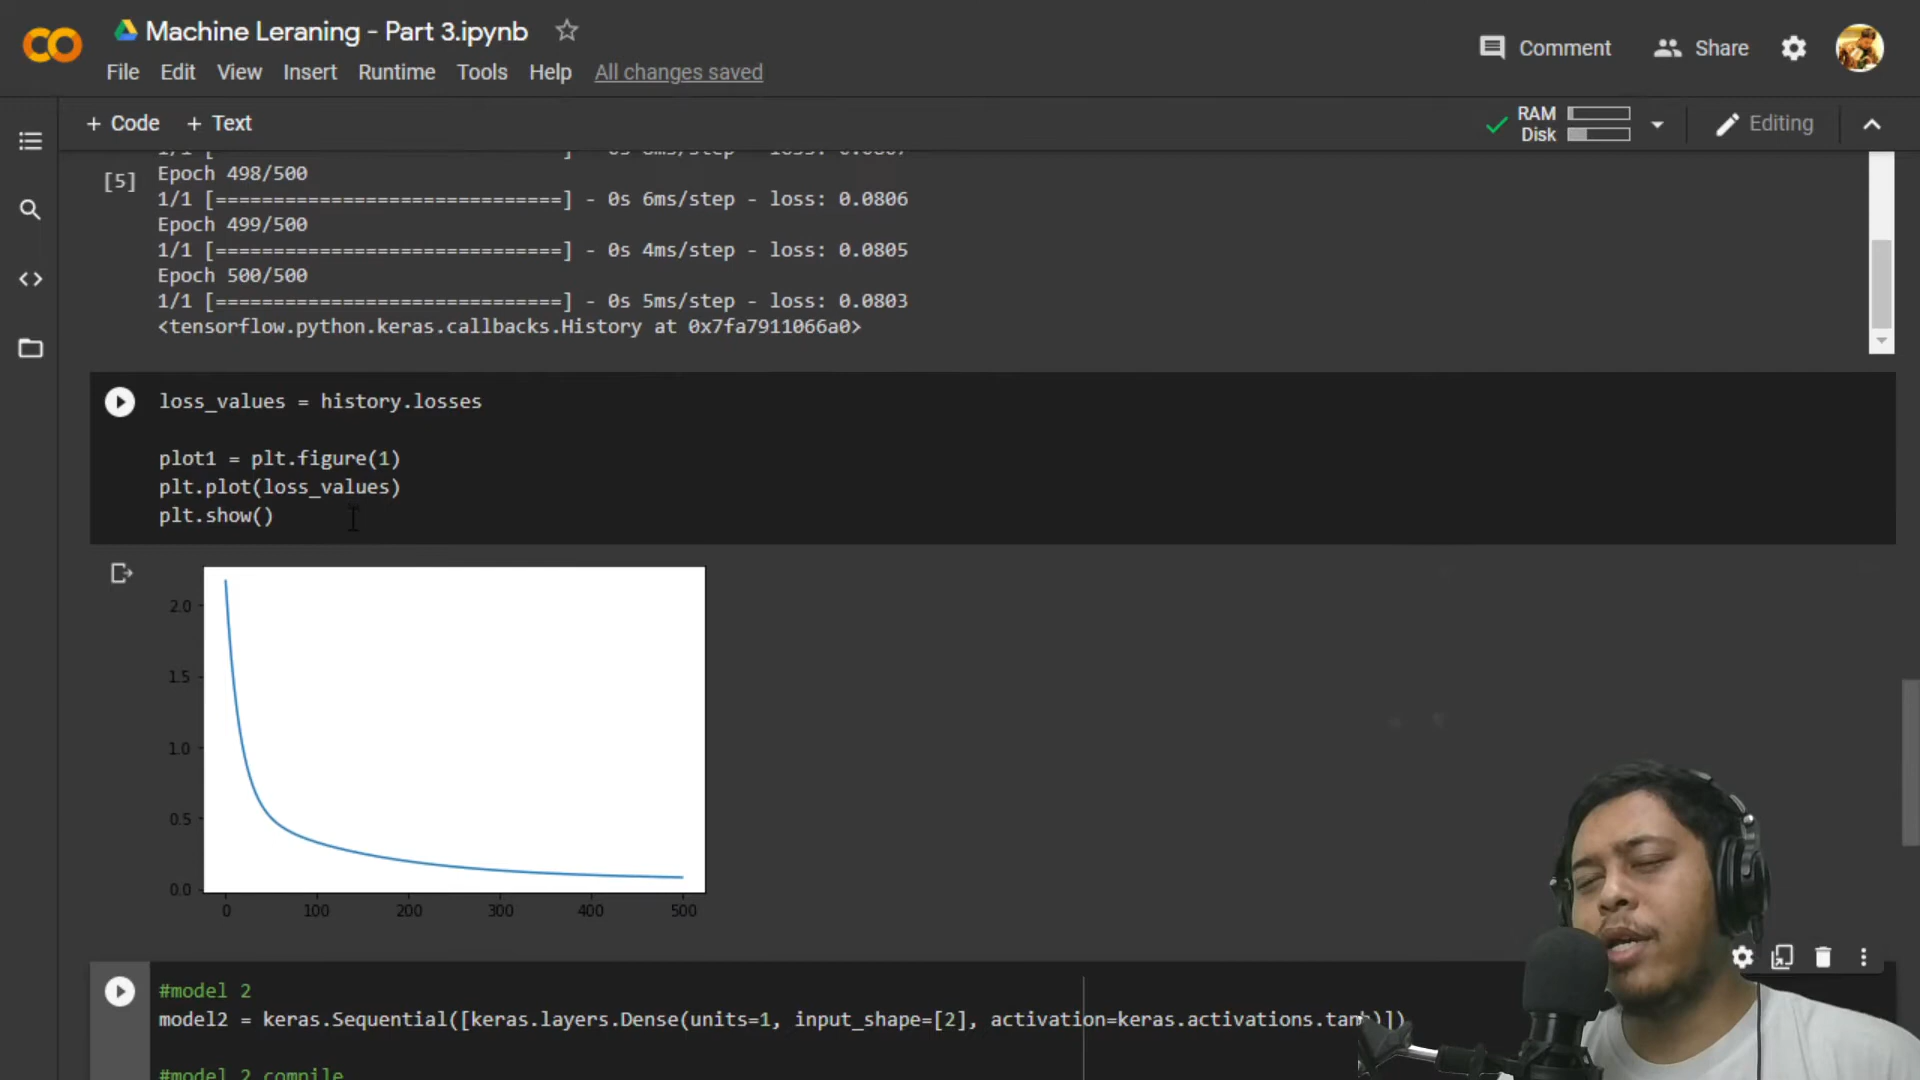 Machine Leraning - Part 3.ipynb
Comment
Share
File Edit View Insert Runtime Tools Help All changes saved
+ Code + Text
RAM
Disk
Editing
[5]
Epoch 498/500
1/1 [==============================] - 0s 6ms/step - loss: 0.0806
Epoch 499/500
1/1 [==============================] - 0s 4ms/step - loss: 0.0805
Epoch 500/500
1/1 [==============================] - 0s 5ms/step - loss: 0.0803
<tensorflow.python.keras.callbacks.History at 0x7fa7911066a0>
loss_values = history.losses
plot1 = plt.figure(1)
plt.plot(loss_values)
plt.show()
2.0
1.5
1.0
0.5
0.0
0 100 200 300 400 500
#model 2
model2 = keras.Sequential([keras.layers.Dense(units=1, input_shape=[2], activation=keras.activations.tanh)])
#model 2 compile